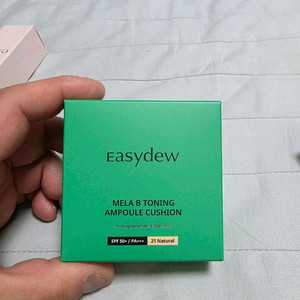 Easydew
MELA B TONING
AMPOULE CUSHION
SPF 50+ / PA+++
21 Natural